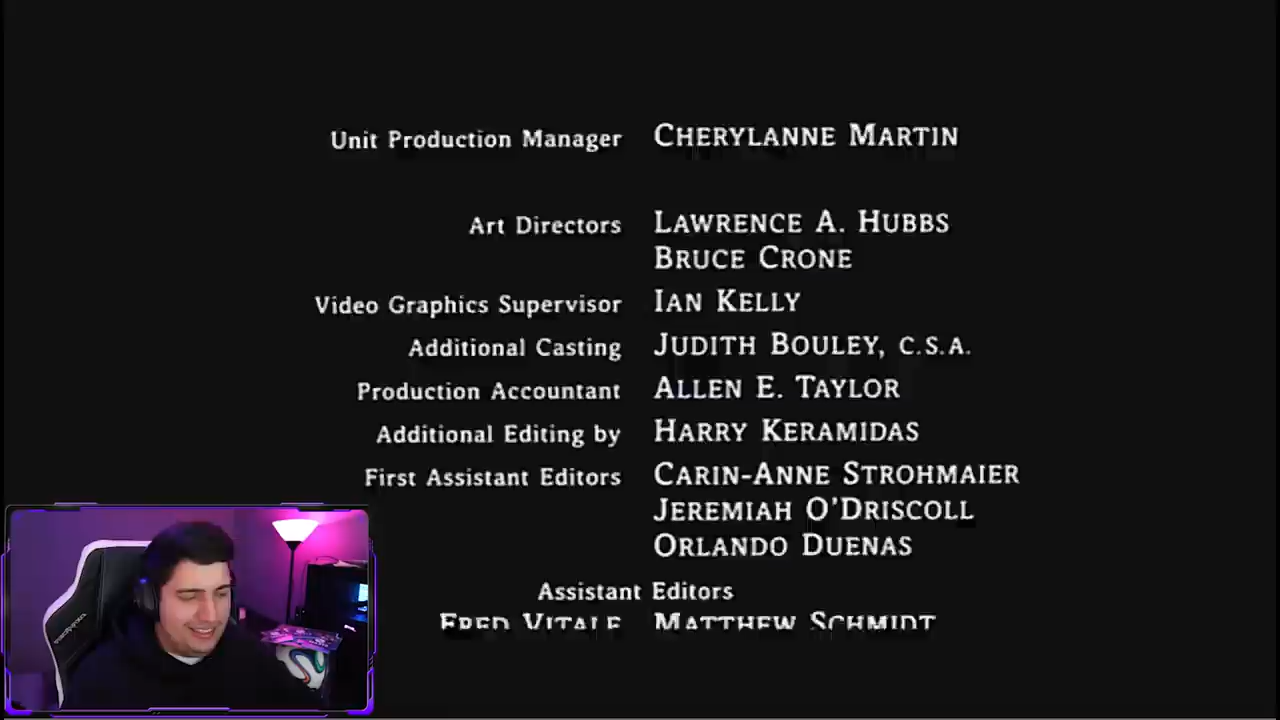 Unit Production Manager CHERYLANNE MARTIN
Art Directors LAWRENCE A. HUBBS
BRUCE CRONE
Video Graphics Supervisor IAN KELLY
Additional Casting JUDITH BOULEY, C.S.A.
Production Accountant ALLEN E. TAYLOR
Additional Editing by HARRY KERAMIDAS
First Assistant Editors CARIN-ANNE STROHMAIER
JEREMIAH O'DRISCOLL
ORLANDO DUENAS
Assistant Editors
FRED VITALE MATTHEW SCHMIDT